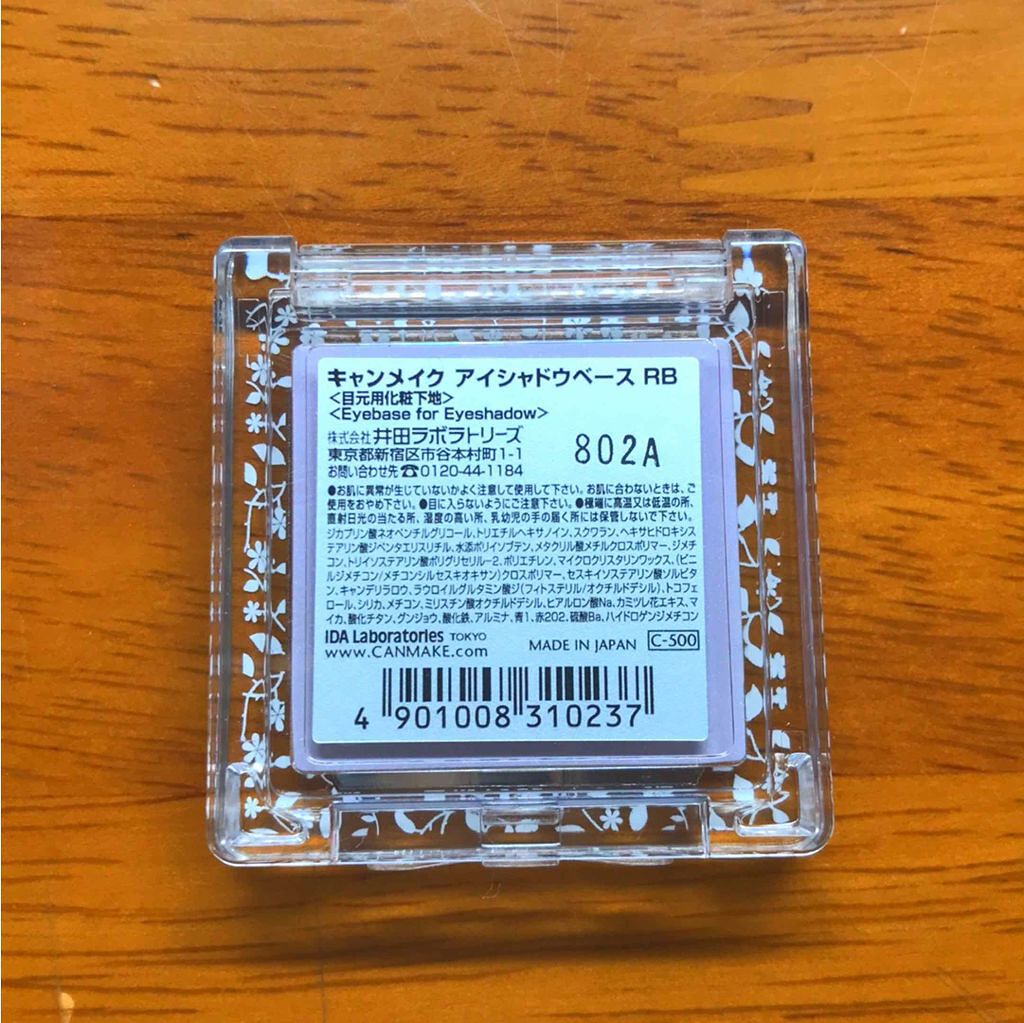 キャンメイク アイシャドウベース RB
<目元用化粧下地>
<Eyebase for Eyeshadow>
株式会社 井田ラボラトリーズ
東京都新宿区市谷本村町1-1
お問い合わせ先☎0120-44-1184
802A
●お肌に異常が生じていないかよく注意して使用して下さい。お肌に合わないときは、ご
使用をおやめ下さい。●目に入らないようにご注意下さい。●極端に高温又は低温の所、
直射日光の当たる所、湿度の高い所、乳幼児の手の届く所には保管しないで下さい。
ジカプリン酸ネオペンチルグリコール、トリエチルヘキサノイン、スクワラン、ヘキサヒドロキシス
テアリン酸ジペンタエリスリチル、水添ポリイソブテン、メタクリル酸メチルクロスポリマー、ジメチ
コン、トリイソステアリン酸ポリグリセリル-2、ポリエチレン、マイクロクリスタリンワックス、(ビニ
ルジメチコン/メチコンシルセスキオキサン)クロスポリマー、セスキイソステアリン酸ソルビタ
ン、キャンデリラロウ、ラウロイルグルタミン酸ジ(フィトステリル/オクチルドデシル)、トコフェ
ロール、シリカ、メチコン、ミリスチン酸オクチルドデシル、ヒアルロン酸Na、カミツレ花エキス、マ
イカ、酸化チタン、グンジョウ、酸化鉄、アルミナ、青1、赤202、硫酸Ba、ハイドロゲンジメチコン
IDA Laboratories TOKYO
www.CANMAKE.com MADE IN JAPAN C-500
4 901008 310237